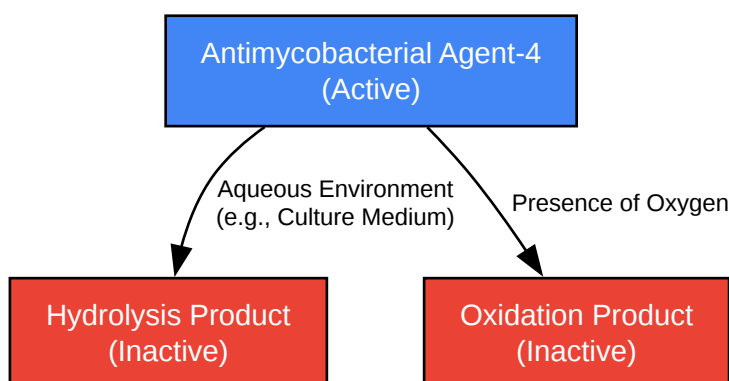 Antimycobacterial Agent-4
(Active)
Aqueous Environment
(e.g., Culture Medium)
Presence of Oxygen
Hydrolysis Product
(Inactive)
Oxidation Product
(Inactive)